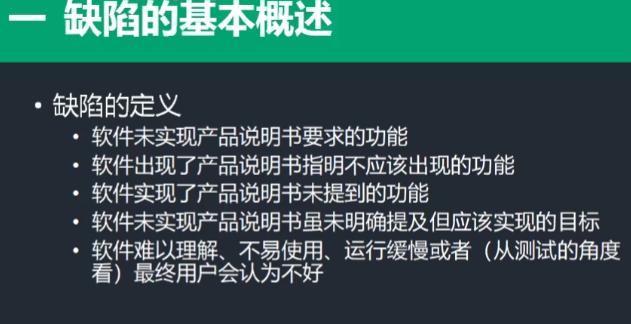 一 缺陷的基本概述
• 缺陷的定义
• 软件未实现产品说明书要求的功能
• 软件出现了产品说明书指明不应该出现的功能
• 软件实现了产品说明书未提到的功能
• 软件未实现产品说明书虽未明确提及但应该实现的目标
• 软件难以理解、不易使用、运行缓慢或者（从测试的角度
看）最终用户会认为不好